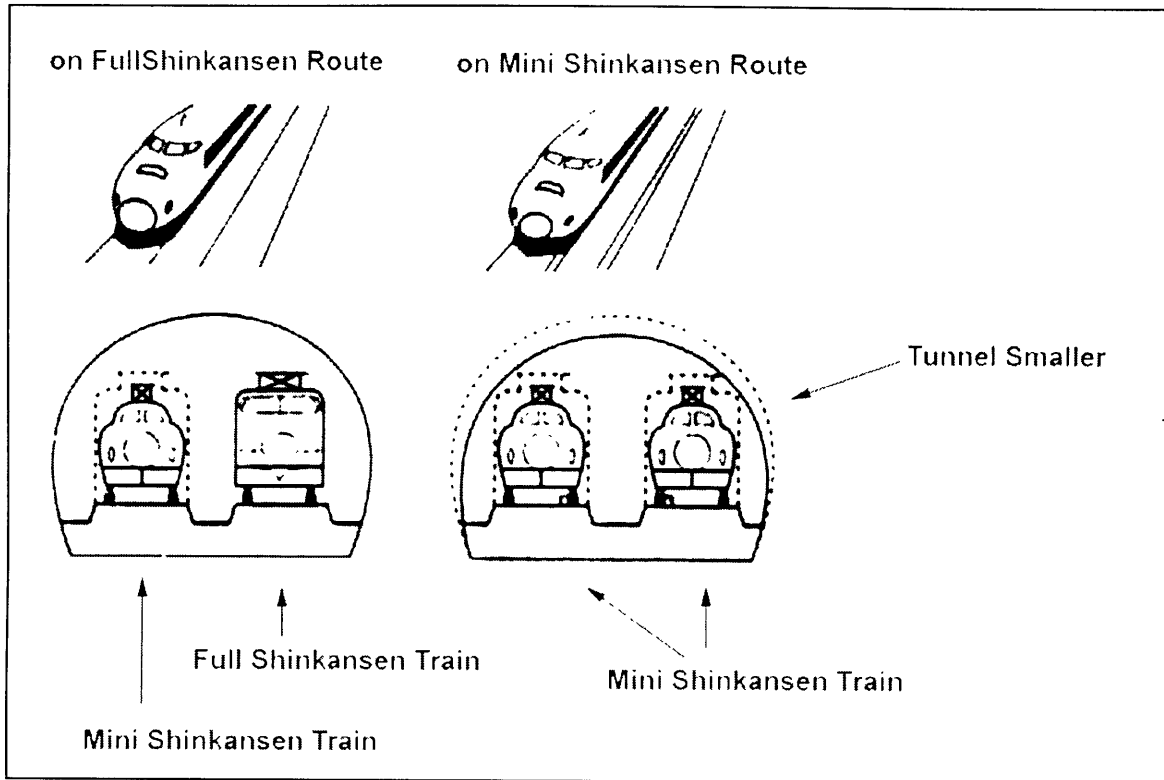 on FullShinkansen Route
on Mini Shinkansen Route
Tunnel Smaller
Full Shinkansen Train
Mini Shinkansen Train
Mini Shinkansen Train